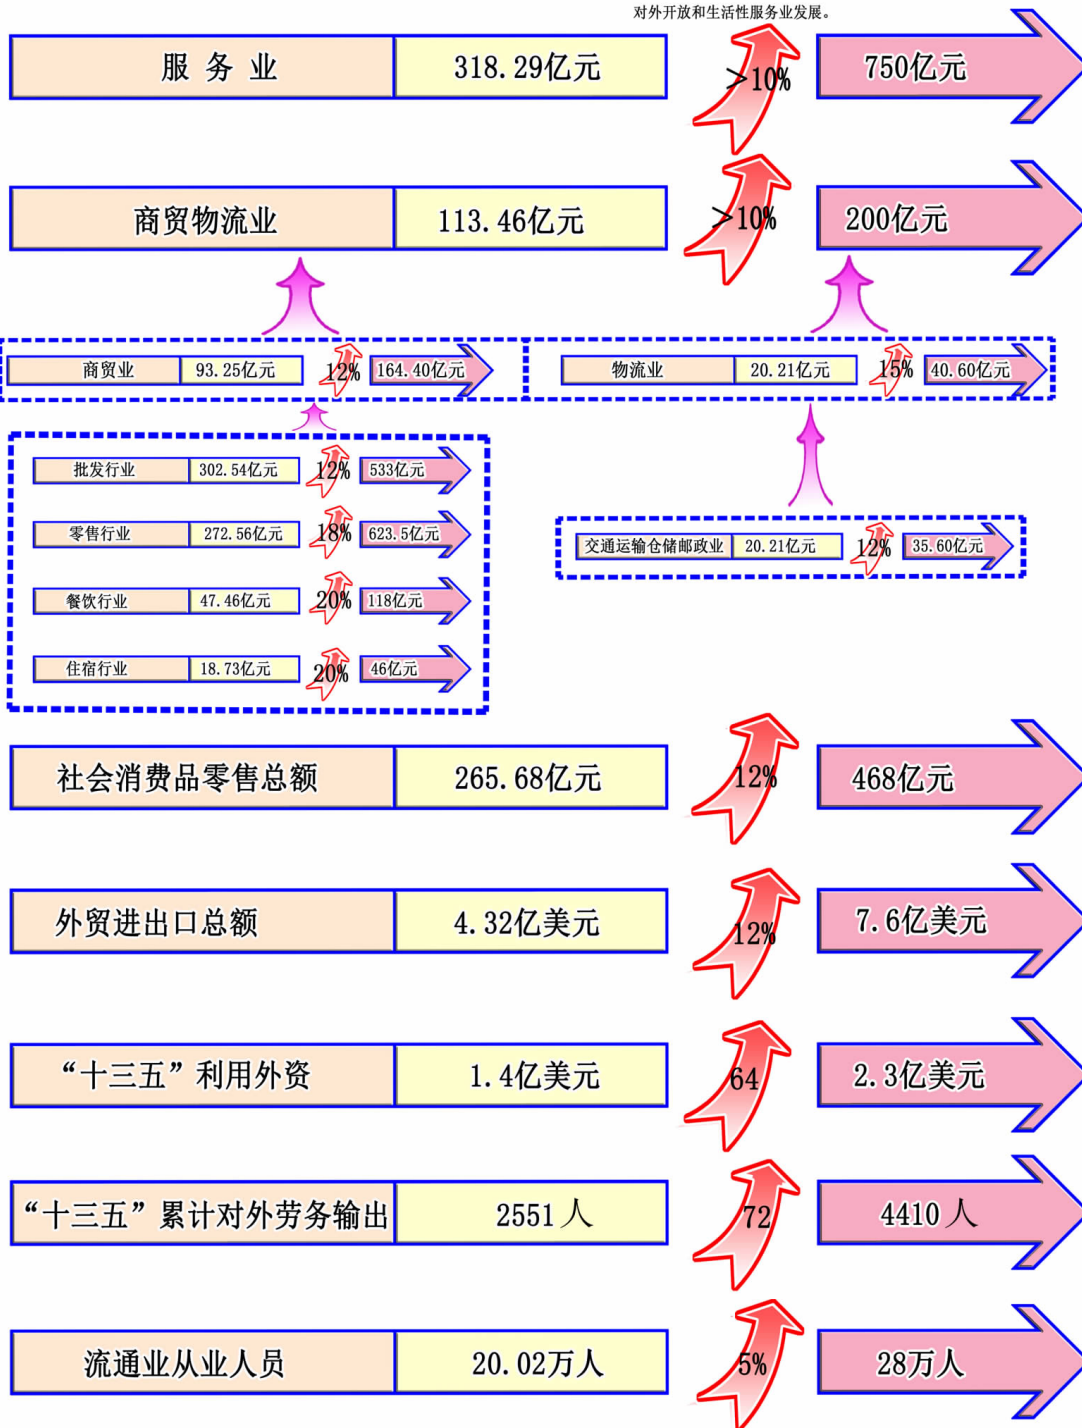 对外开放和生活性服务业发展。
服 务 业 318.29亿元 >10% 750亿元
商贸物流业 113.46亿元 >10% 200亿元
商贸业 93.25亿元 12% 164.40亿元 物流业 20.21亿元 15% 40.60亿元
批发行业 302.54亿元 12% 533亿元
零售行业 272.56亿元 18% 623.5亿元
交通运输仓储邮政业 20.21亿元 12% 35.60亿元
餐饮行业 47.46亿元 20% 118亿元
住宿行业 18.73亿元 20% 46亿元
社会消费品零售总额 265.68亿元 12% 468亿元
外贸进出口总额 4.32亿美元 12% 7.6亿美元
“十三五”利用外资 1.4亿美元 64 2.3亿美元
“十三五”累计对外劳务输出 2551人 72 4410人
流通业从业人员 20.02万人 5% 28万人